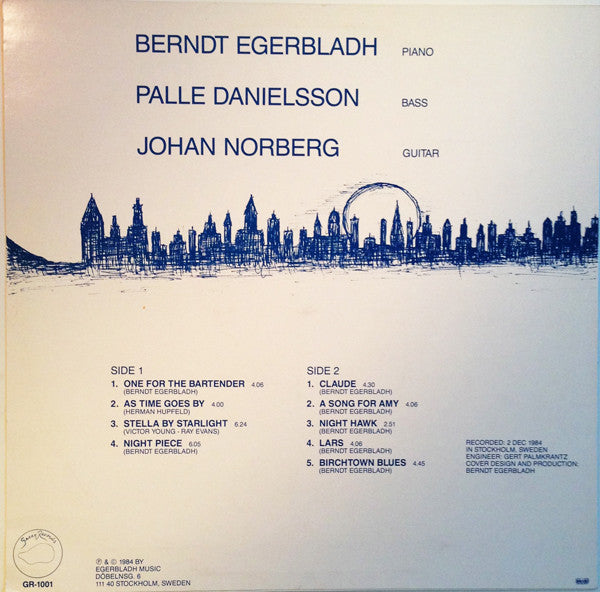 BERNDT EGERBLADH PIANO
PALLE DANIELSSON BASS
JOHAN NORBERG GUITAR
SIDE 1
1. ONE FOR THE BARTENDER 4.06
(BERNDT EGERBLADH)
2. AS TIME GOES BY 4.00
(HERMAN HUPFELD)
3. STELLA BY STARLIGHT 6.24
(VICTOR YOUNG - RAY EVANS)
4. NIGHT PIECE 6.05
(BERNDT EGERBLADH)
SIDE 2
1. CLAUDE 4.30
(BERNDT EGERBLADH)
2. A SONG FOR AMY 4.06
(BERNDT EGERBLADH)
3. NIGHT HAWK 2.51
(BERNDT EGERBLADH)
4. LARS 4.06
(BERNDT EGERBLADH)
5. BIRCHTOWN BLUES 4.45
(BERNDT EGERBLADH)
RECORDED: 2 DEC 1984
IN STOCKHOLM, SWEDEN
ENGINEER: GERT PALMKRANTZ
COVER DESIGN AND PRODUCTION:
BERNDT EGERBLADH
GR-1001
℗ & © 1984 BY
EGERBLADH MUSIC
DÖBELNSG. 6
111 40 STOCKHOLM, SWEDEN